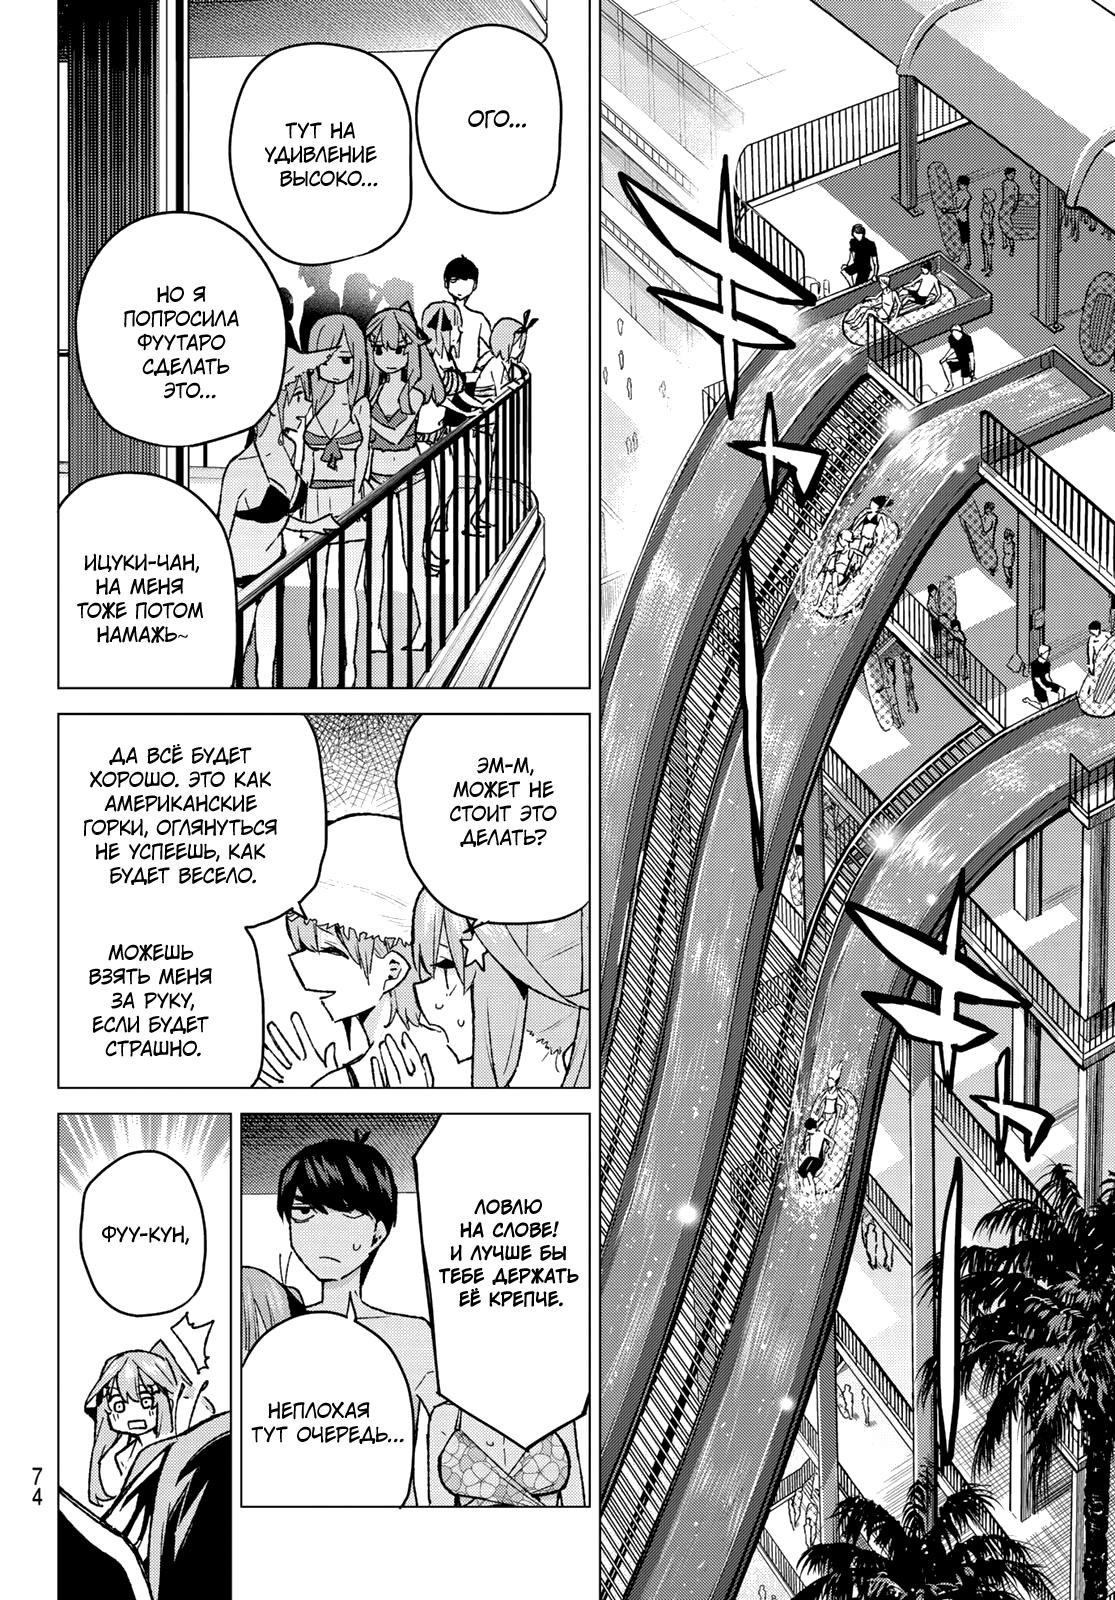 ОГО...
ТУТ НА
УДИВЛЕНИЕ
ВЫСОКО...
НО Я
ПОПРОСИЛА
ФУУТАРО
СДЕЛАТЬ
ЭТО...
ИЦУКИ-ЧАН,
НА МЕНЯ
ТОЖЕ ПОТОМ
НАМАЖЬ~
ЭМ-М,
МОЖЕТ НЕ
СТОИТ ЭТО
ДЕЛАТЬ?
ДА ВСЁ БУДЕТ
ХОРОШО. ЭТО КАК
АМЕРИКАНСКИЕ
ГОРКИ, ОГЛЯНУТЬСЯ
НЕ УСПЕЕШЬ, КАК
БУДЕТ ВЕСЕЛО.
МОЖЕШЬ
ВЗЯТЬ МЕНЯ
ЗА РУКУ,
ЕСЛИ БУДЕТ
СТРАШНО.
ЛОВЛЮ
НА СЛОВЕ!
И ЛУЧШЕ БЫ
ТЕБЕ ДЕРЖАТЬ
ЕЁ КРЕПЧЕ.
НЕПЛОХАЯ
ТУТ ОЧЕРЕДЬ...
ФУУ-КУН,
74